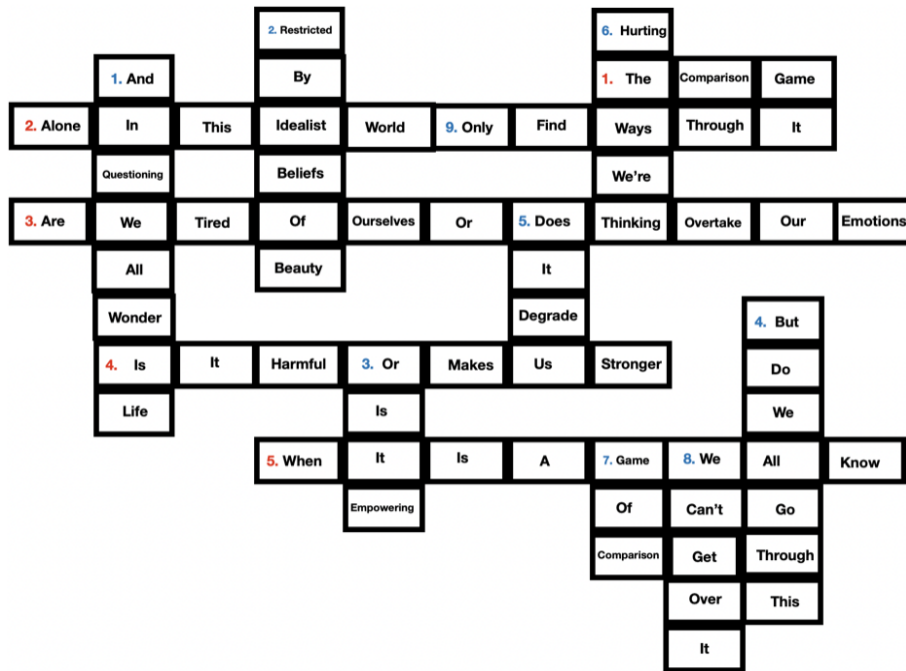 2. Restricted 6. Hurting
1. And By 1. The Comparison Game
2. Alone In This Idealist World 9. Only Find Ways Through It
Questioning Beliefs We're
3. Are We Tired Of Ourselves Or 5. Does Thinking Overtake Our Emotions
All Beauty It
Wonder Degrade 4. But
4. Is It Harmful 3. Or Makes Us Stronger Do
Life Is We
5. When It Is A 7. Game 8. We All Know
Empowering Of Can't Go
Comparison Get Through
Over This
It